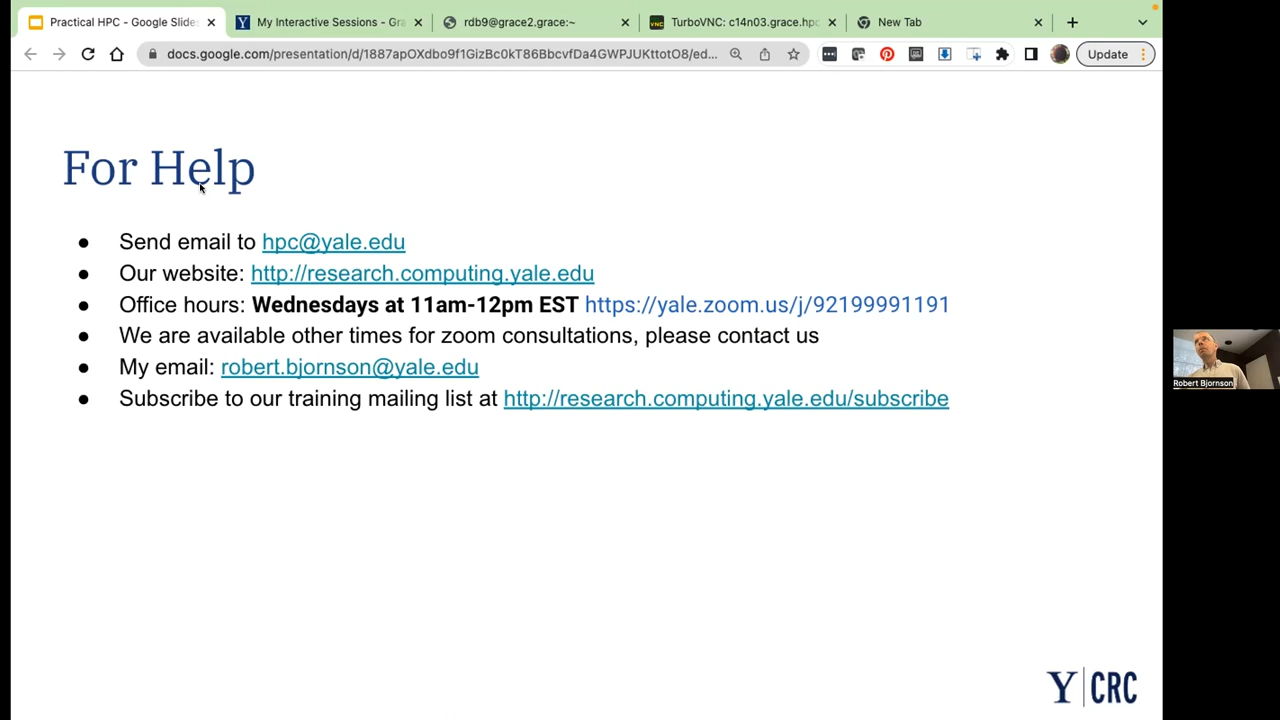 Practical HPC - Google Slides
My Interactive Sessions - Gra
rdb9@grace2.grace:~
TurboVNC: c14n03.grace.hpc
New Tab
docs.google.com/presentation/d/1887apOXdbo9f1GizBc0kT86BbcvfDa4GWPJUKttotO8/ed...
Update
For Help
● Send email to hpc@yale.edu
● Our website: http://research.computing.yale.edu
● Office hours: Wednesdays at 11am-12pm EST https://yale.zoom.us/j/92199991191
● We are available other times for zoom consultations, please contact us
● My email: robert.bjornson@yale.edu
● Subscribe to our training mailing list at http://research.computing.yale.edu/subscribe
Robert Bjornson
Y CRC